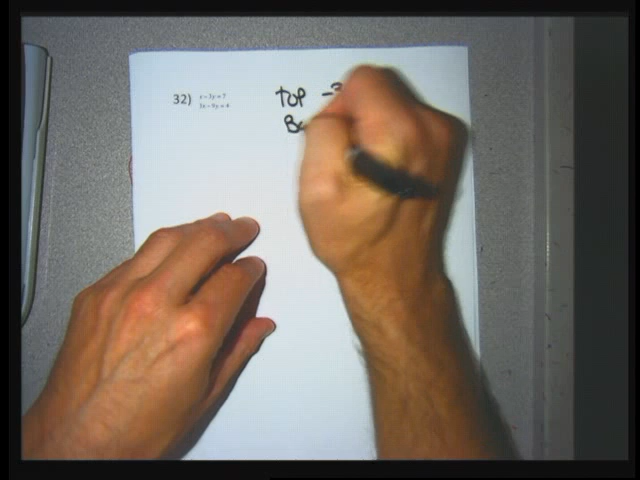 32) x − 3y = 7
3x − 9y = 4
TOP